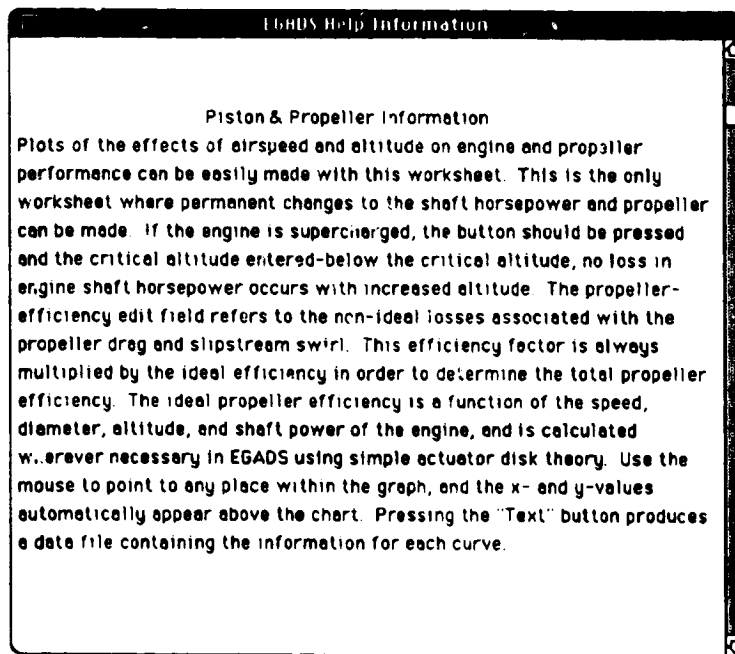 EGADS Help Information
Piston & Propeller Information
Plots of the effects of airspeed and altitude on engine and propeller
performance can be easily made with this worksheet. This is the only
worksheet where permanent changes to the shaft horsepower and propeller
can be made. If the engine is supercharged, the button should be pressed
and the critical altitude entered-below the critical altitude, no loss in
engine shaft horsepower occurs with increased altitude. The propeller-
efficiency edit field refers to the non-ideal losses associated with the
propeller drag and slipstream swirl. This efficiency factor is always
multiplied by the ideal efficiency in order to determine the total propeller
efficiency. The ideal propeller efficiency is a function of the speed,
diameter, altitude, and shaft power of the engine, and is calculated
wherever necessary in EGADS using simple actuator disk theory. Use the
mouse to point to any place within the graph, and the x- and y-values
automatically appear above the chart. Pressing the "Text" button produces
a data file containing the information for each curve.